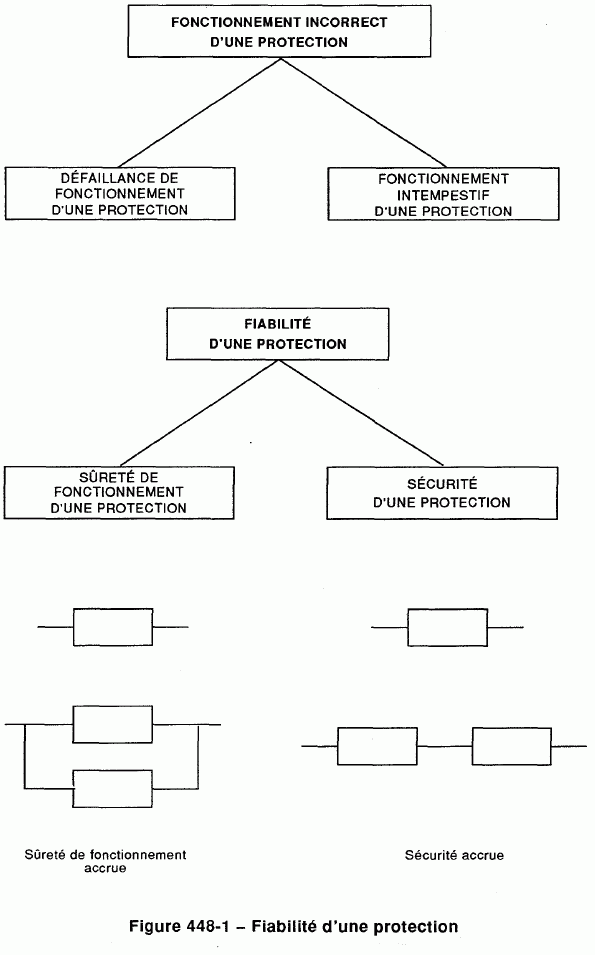 FONCTIONNEMENT INCORRECT
D'UNE PROTECTION
DÉFAILLANCE DE
FONCTIONNEMENT
D'UNE PROTECTION
FONCTIONNEMENT
INTEMPESTIF
D'UNE PROTECTION
FIABILITÉ
D'UNE PROTECTION
SÛRETÉ DE
FONCTIONNEMENT
D'UNE PROTECTION
SÉCURITÉ
D'UNE PROTECTION
Sûreté de fonctionnement
accrue
Sécurité accrue
Figure 448-1 – Fiabilité d'une protection